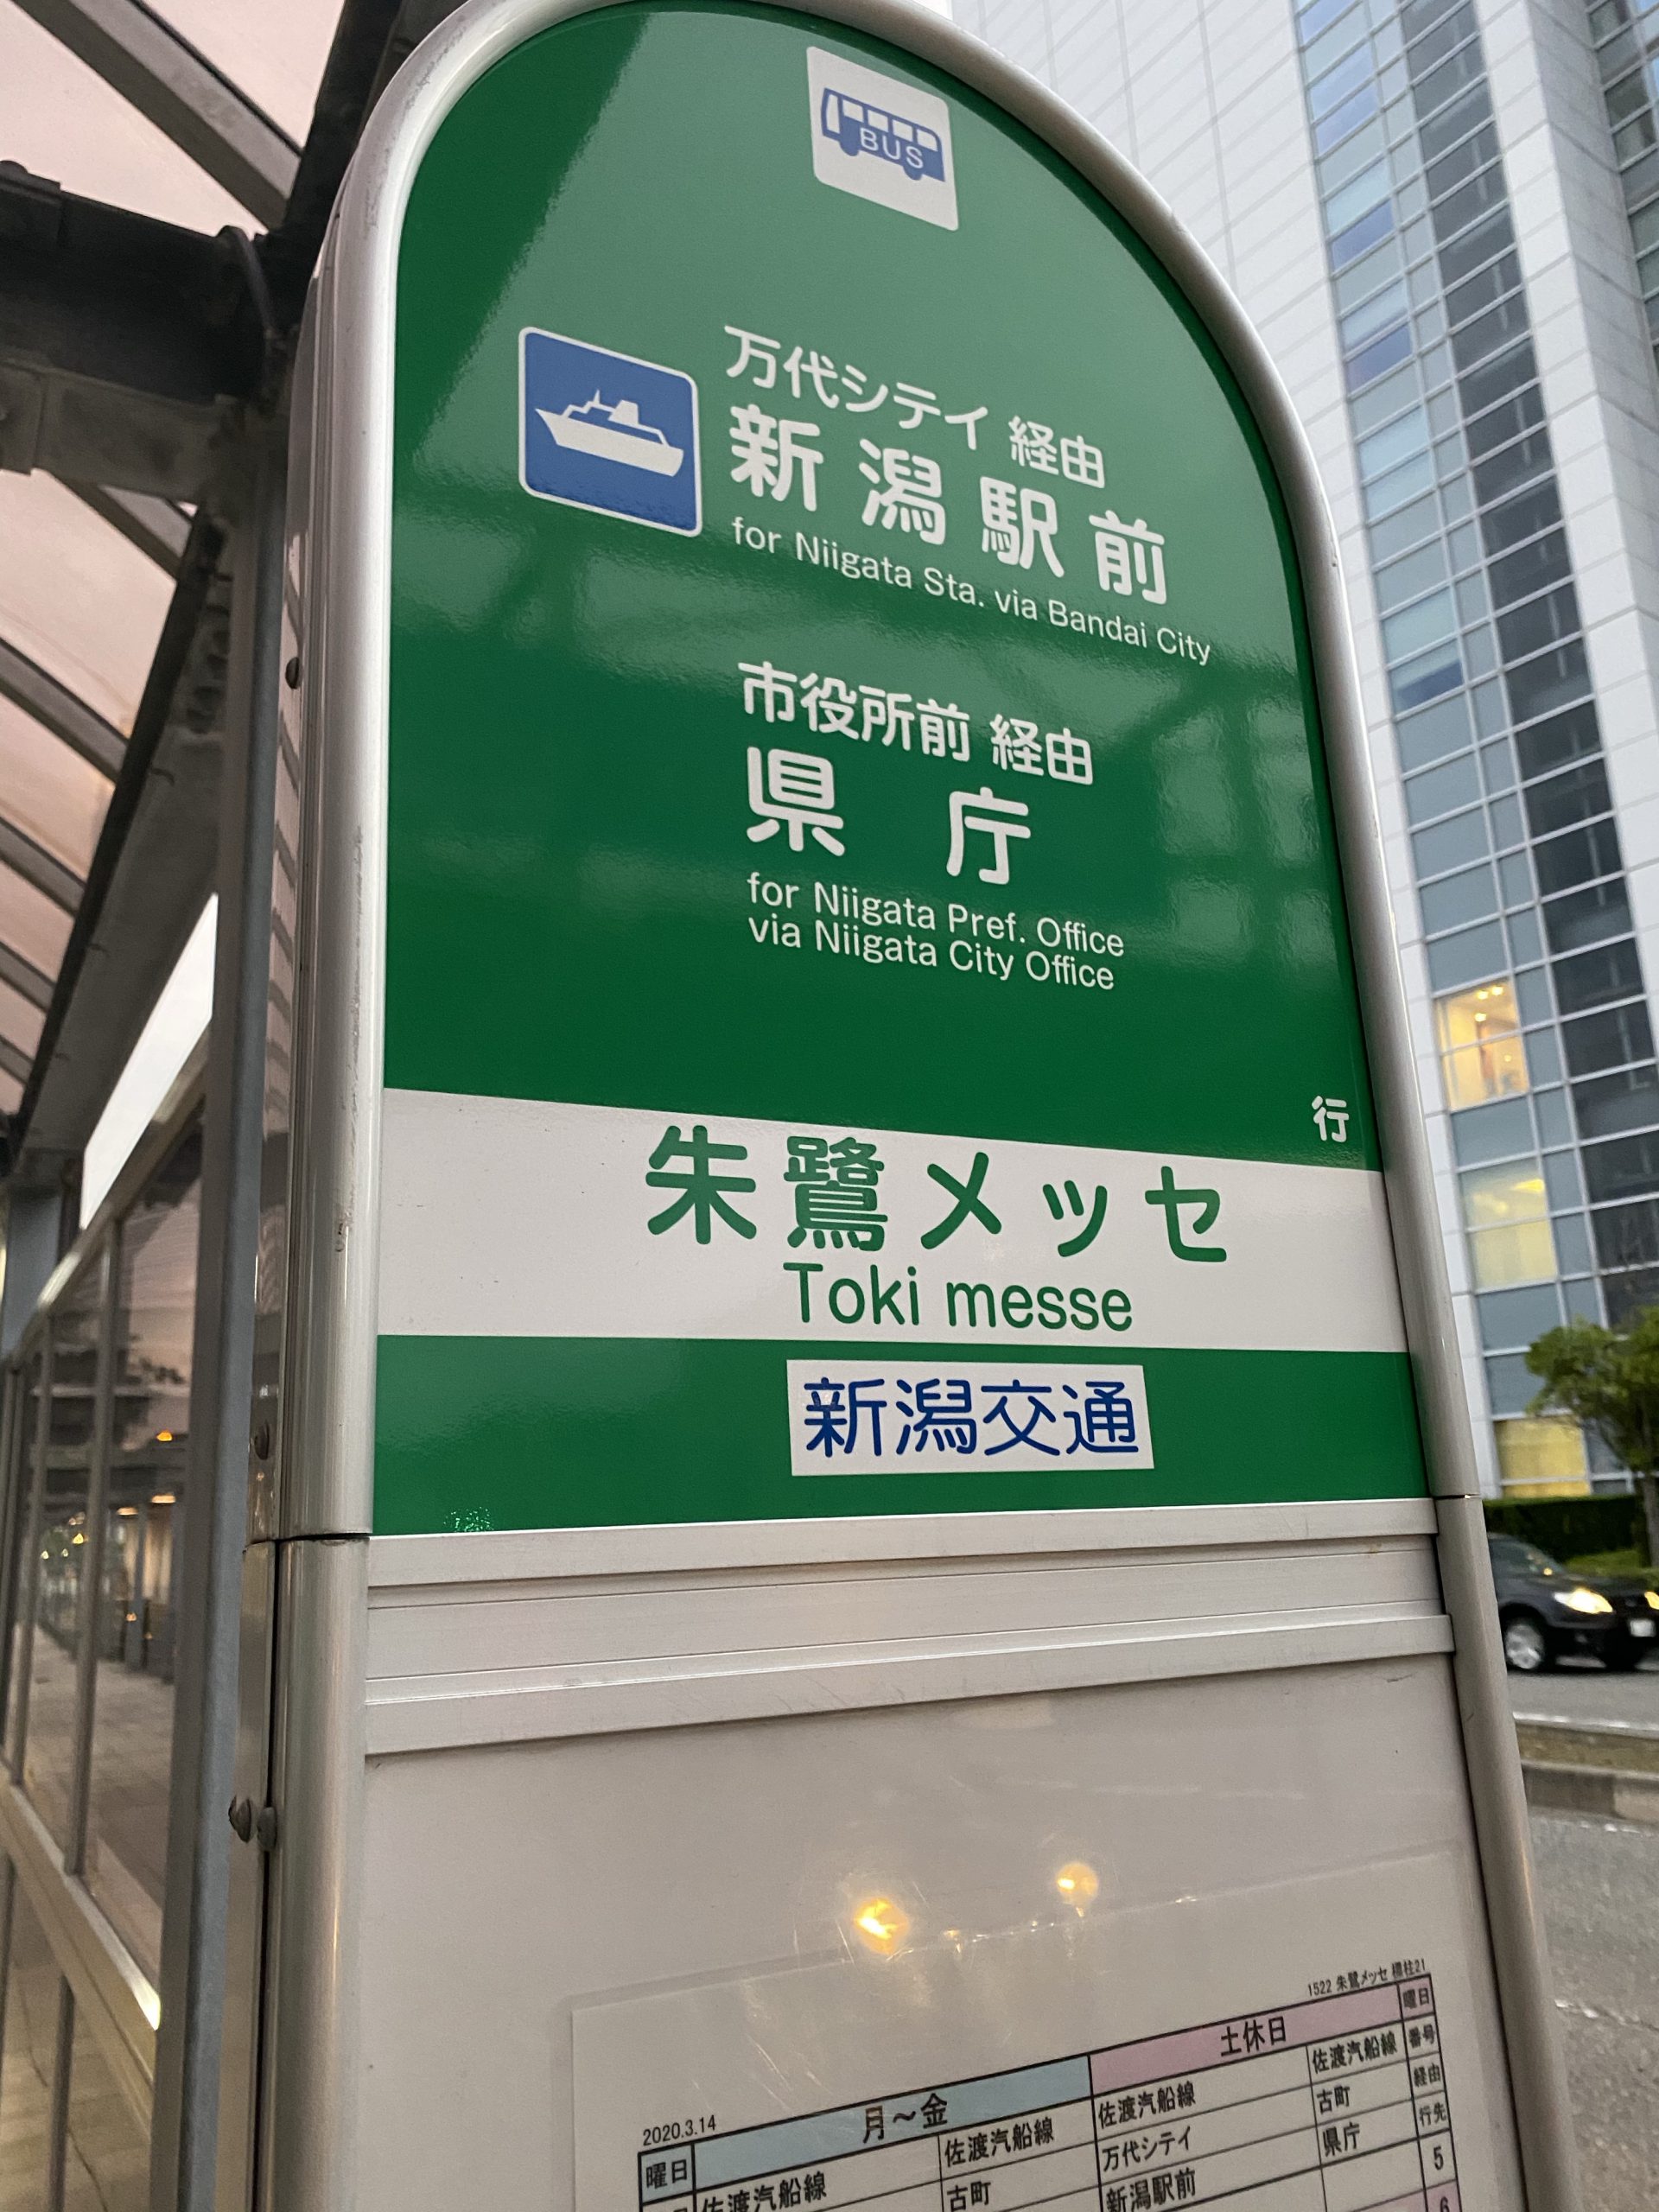 BUS
万代シテイ 経由
新潟駅前
for Niigata Sta. via Bandai City
市役所前 経由
県庁
for Niigata Pref. Office
via Niigata City Office
行
朱鷺メッセ
Toki messe
新潟交通
1522 朱鷺メッセ 標柱21
2020.3.14
曜日 月～金 土休日 曜日
佐渡汽船線 佐渡汽船線 佐渡汽船線 佐渡汽船線 番号
古町 万代シテイ 古町 経由
新潟駅前 県庁 行先
5
6